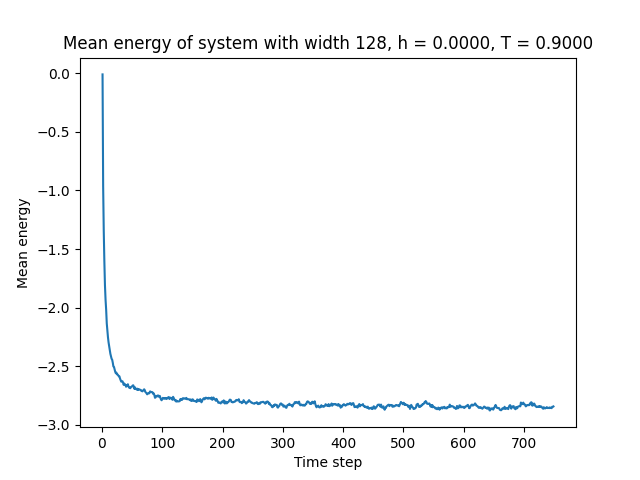 Mean energy of system with width 128, h = 0.0000, T = 0.9000
Mean energy
0.0
−0.5
−1.0
−1.5
−2.0
−2.5
−3.0
0 100 200 300 400 500 600 700
Time step